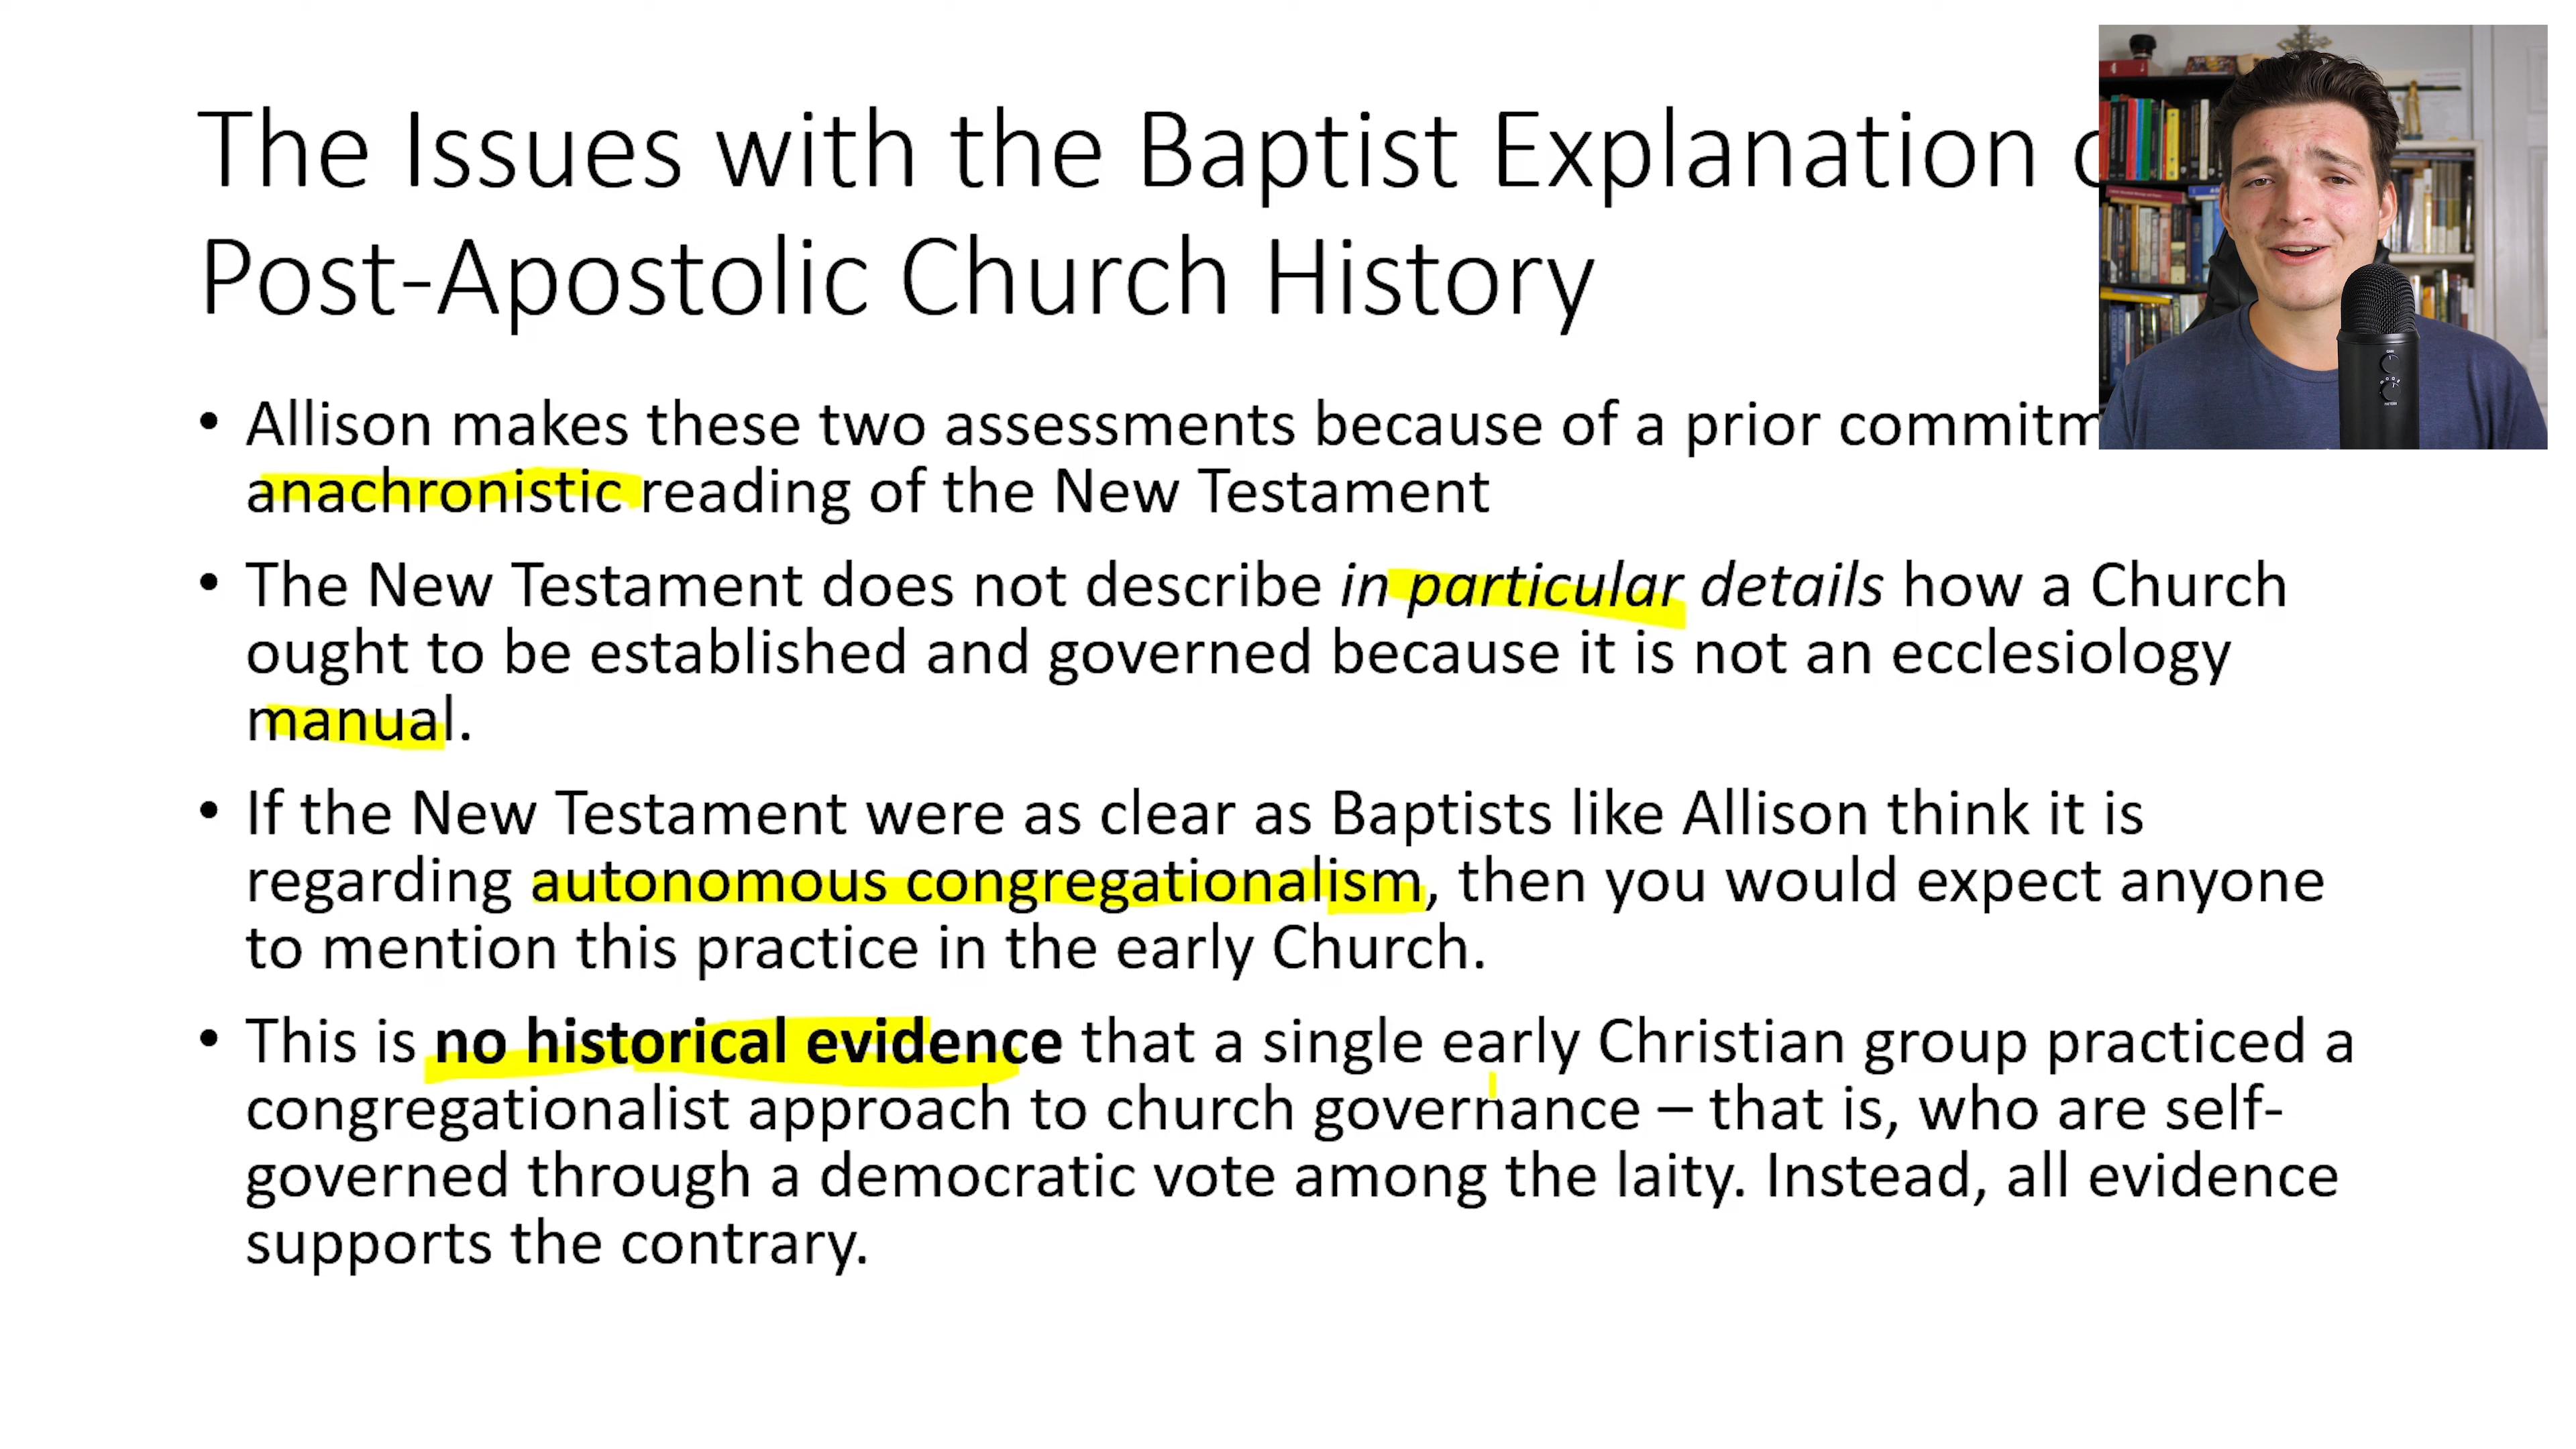 The Issues with the Baptist Explanation
Post-Apostolic Church History
• Allison makes these two assessments because of a prior
anachronistic reading of the New Testament
• The New Testament does not describe in particular details how a Church
ought to be established and governed because it is not an ecclesiology
manual.
• If the New Testament were as clear as Baptists like Allison think it is
regarding autonomous congregationalism, then you would expect anyone
to mention this practice in the early Church.
• This is no historical evidence that a single early Christian group practiced a
congregationalist approach to church governance – that is, who are self-
governed through a democratic vote among the laity. Instead, all evidence
supports the contrary.